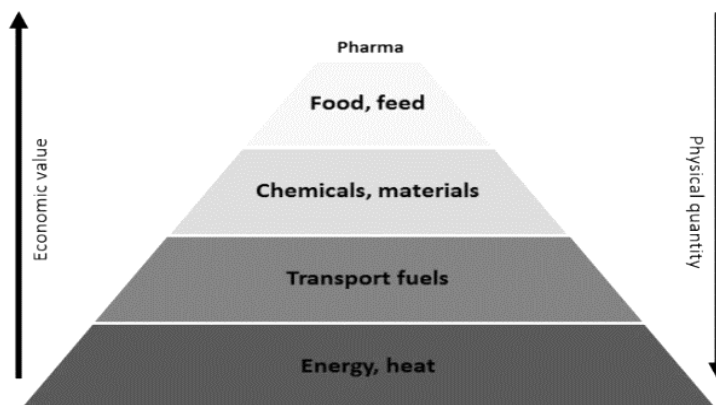 Pharma
Food, feed
Chemicals, materials
Transport fuels
Energy, heat
Economic value
Physical quantity